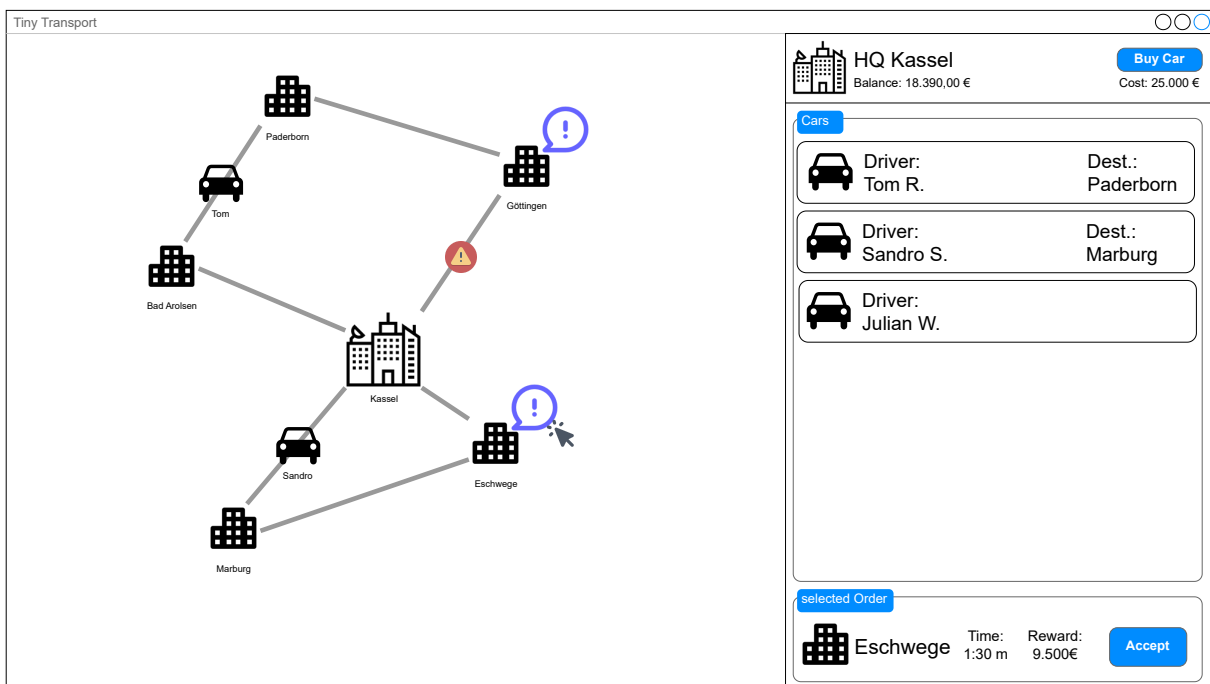 Tiny Transport
Paderborn
Göttingen
Tom
Bad Arolsen
Kassel
Sandro
Eschwege
Marburg
HQ Kassel
Balance: 18.390,00 €
Buy Car
Cost: 25.000 €
Cars
Driver:
Tom R.
Dest.:
Paderborn
Driver:
Sandro S.
Dest.:
Marburg
Driver:
Julian W.
selected Order
Eschwege
Time:
1:30 m
Reward:
9.500€
Accept